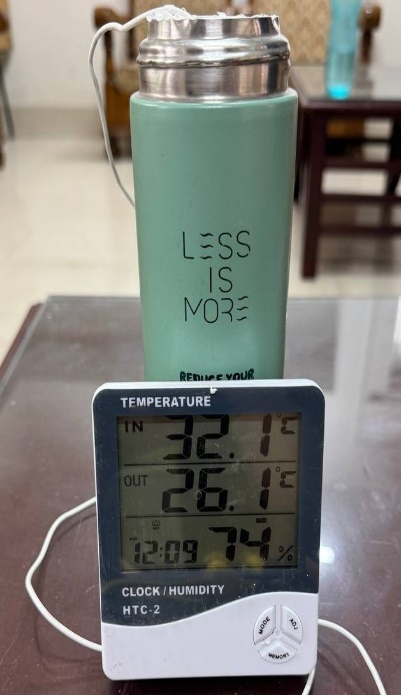 LESS
IS
MORE
REDUCE YOUR
TEMPERATURE
IN 32.1 °C
OUT 26.1 °C
12:09 74 %
CLOCK / HUMIDITY
HTC-2
MODE
ADJ
MEMORY